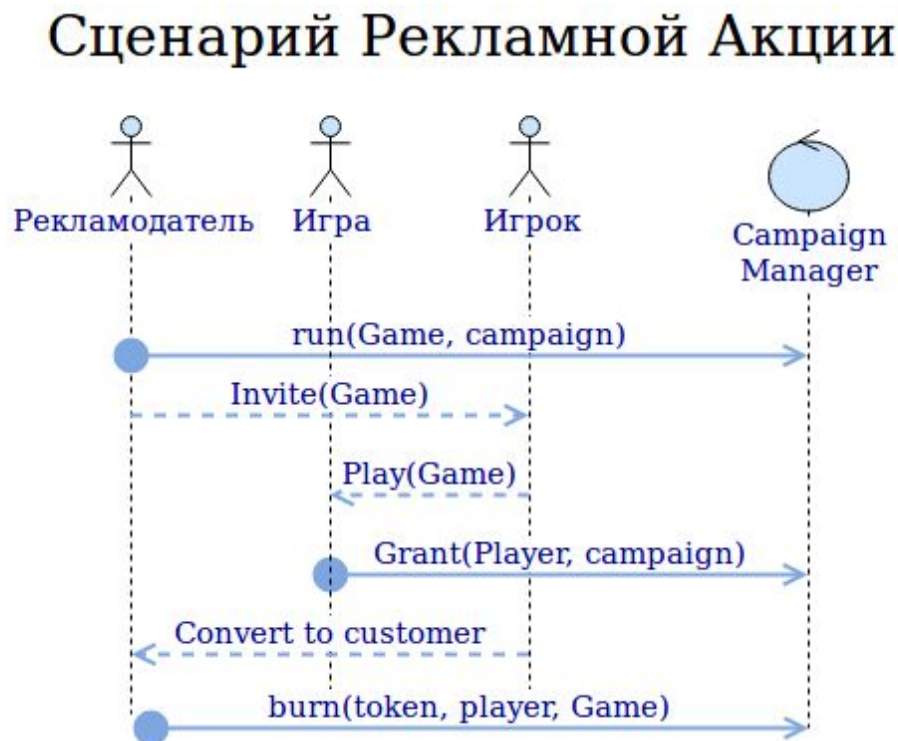 Сценарий Рекламной Акции
Рекламодатель
Игра
Игрок
Campaign
Manager
run(Game, campaign)
Invite(Game)
Play(Game)
Grant(Player, campaign)
Convert to customer
burn(token, player, Game)